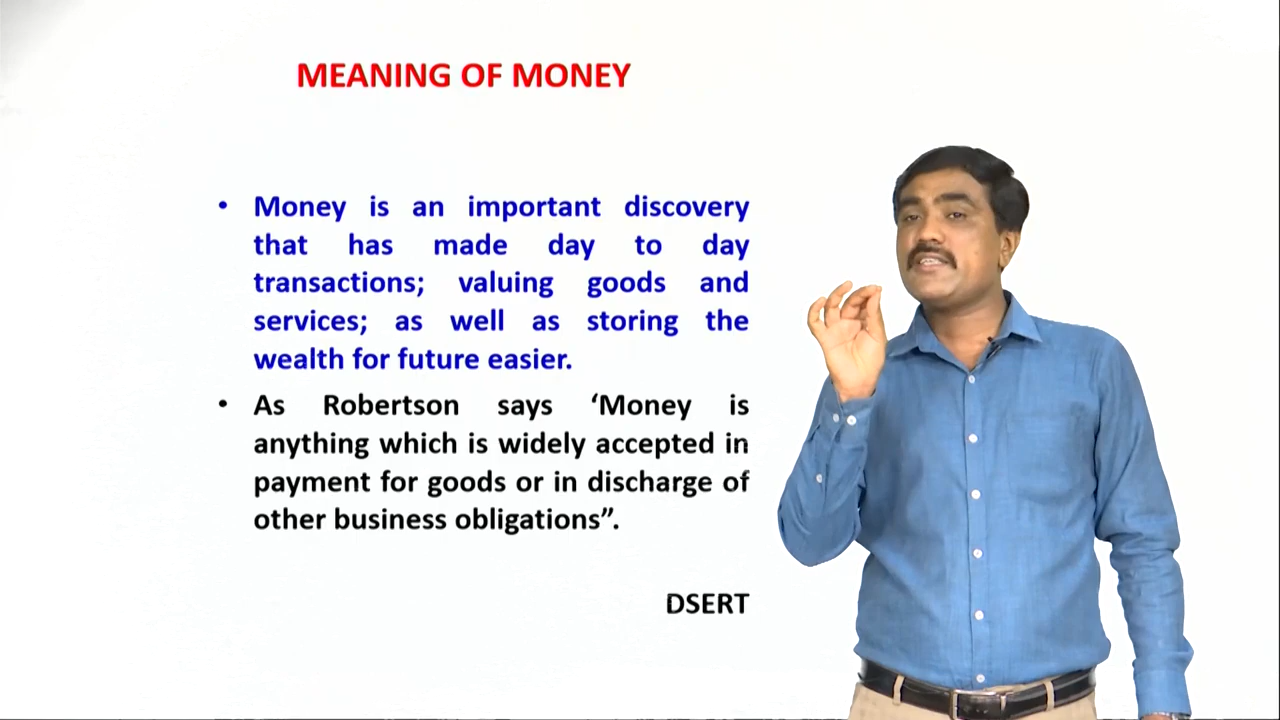 MEANING OF MONEY
• Money is an important discovery
that has made day to day
transactions; valuing goods and
services; as well as storing the
wealth for future easier.
• As Robertson says ‘Money is
anything which is widely accepted in
payment for goods or in discharge of
other business obligations”.
DSERT